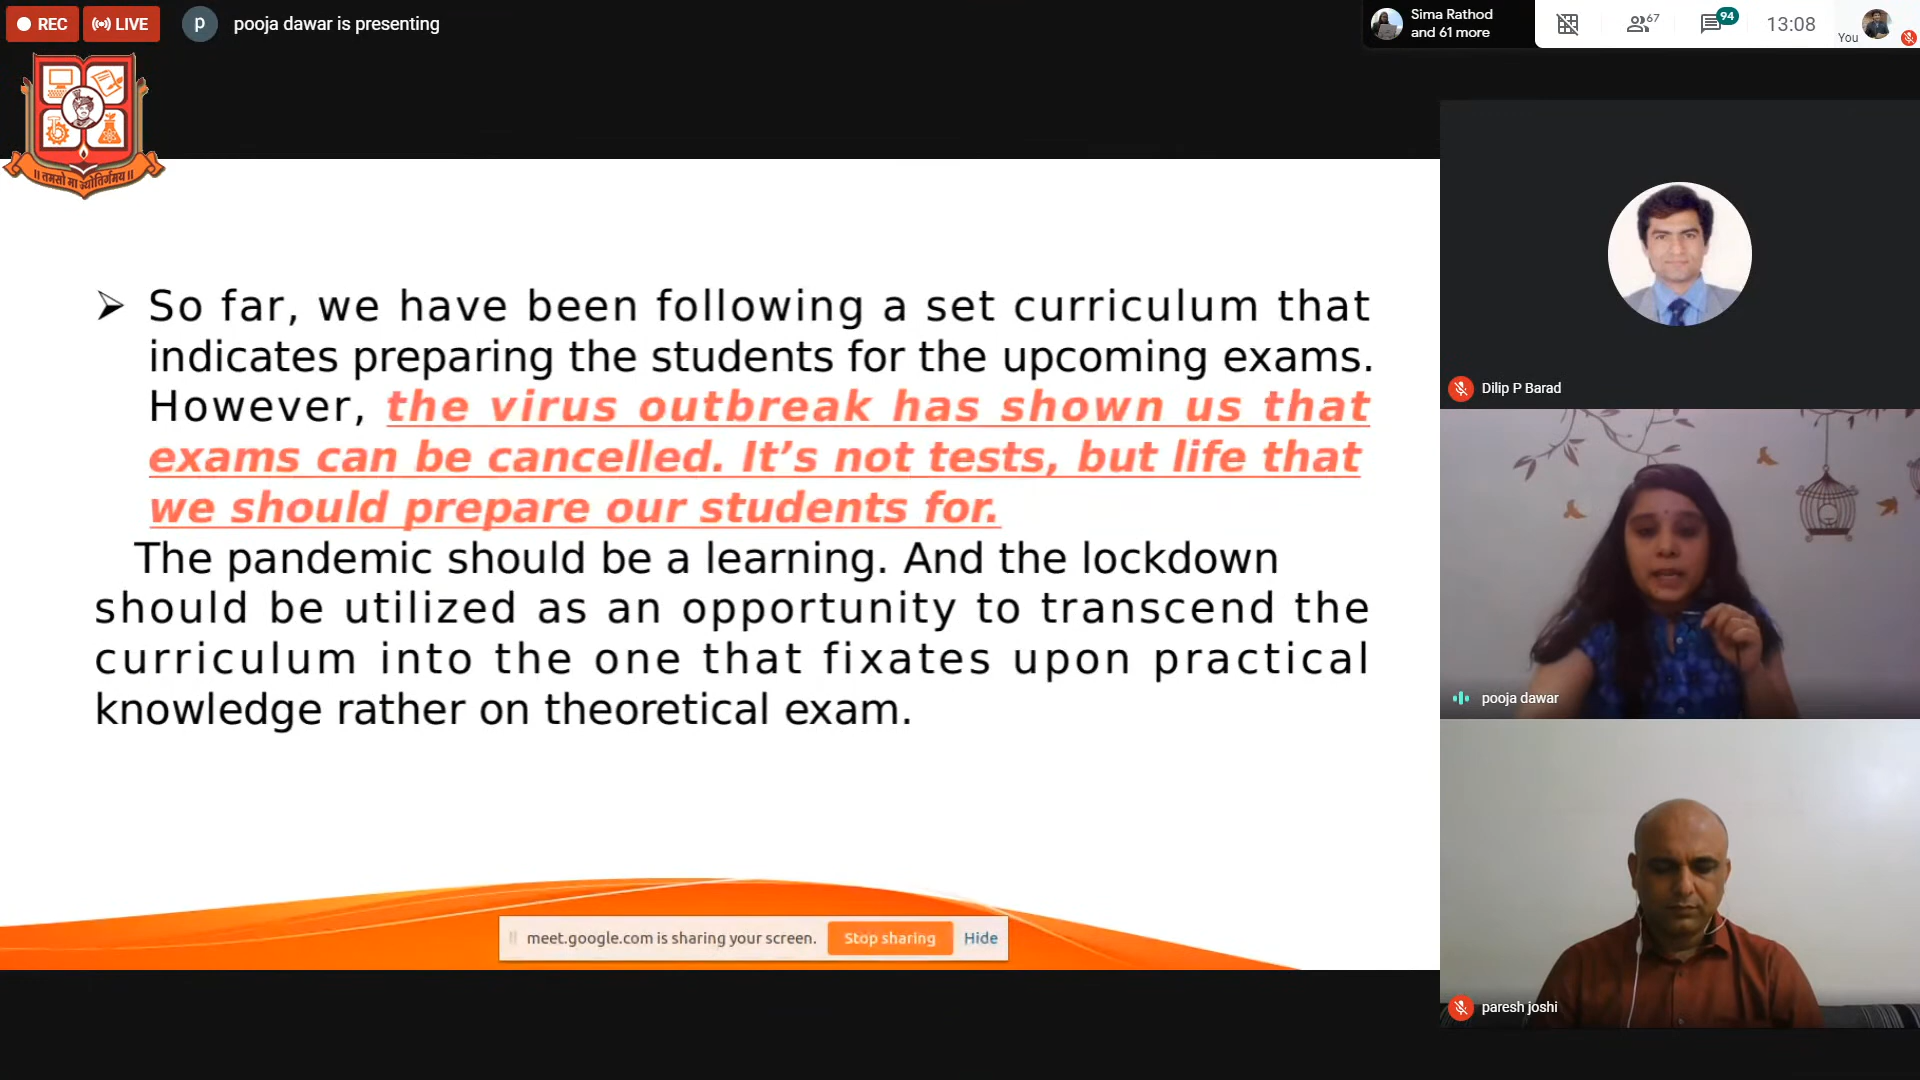 REC
LIVE
p
pooja dawar is presenting
Sima Rathod
and 61 more
67
94
13:08
You
॥ तमसो मा ज्योतिर्गमय ॥
➢ So far, we have been following a set curriculum that
indicates preparing the students for the upcoming exams.
However, the virus outbreak has shown us that
exams can be cancelled. It’s not tests, but life that
we should prepare our students for.
The pandemic should be a learning. And the lockdown
should be utilized as an opportunity to transcend the
curriculum into the one that fixates upon practical
knowledge rather on theoretical exam.
meet.google.com is sharing your screen.
Stop sharing
Hide
Dilip P Barad
pooja dawar
paresh joshi